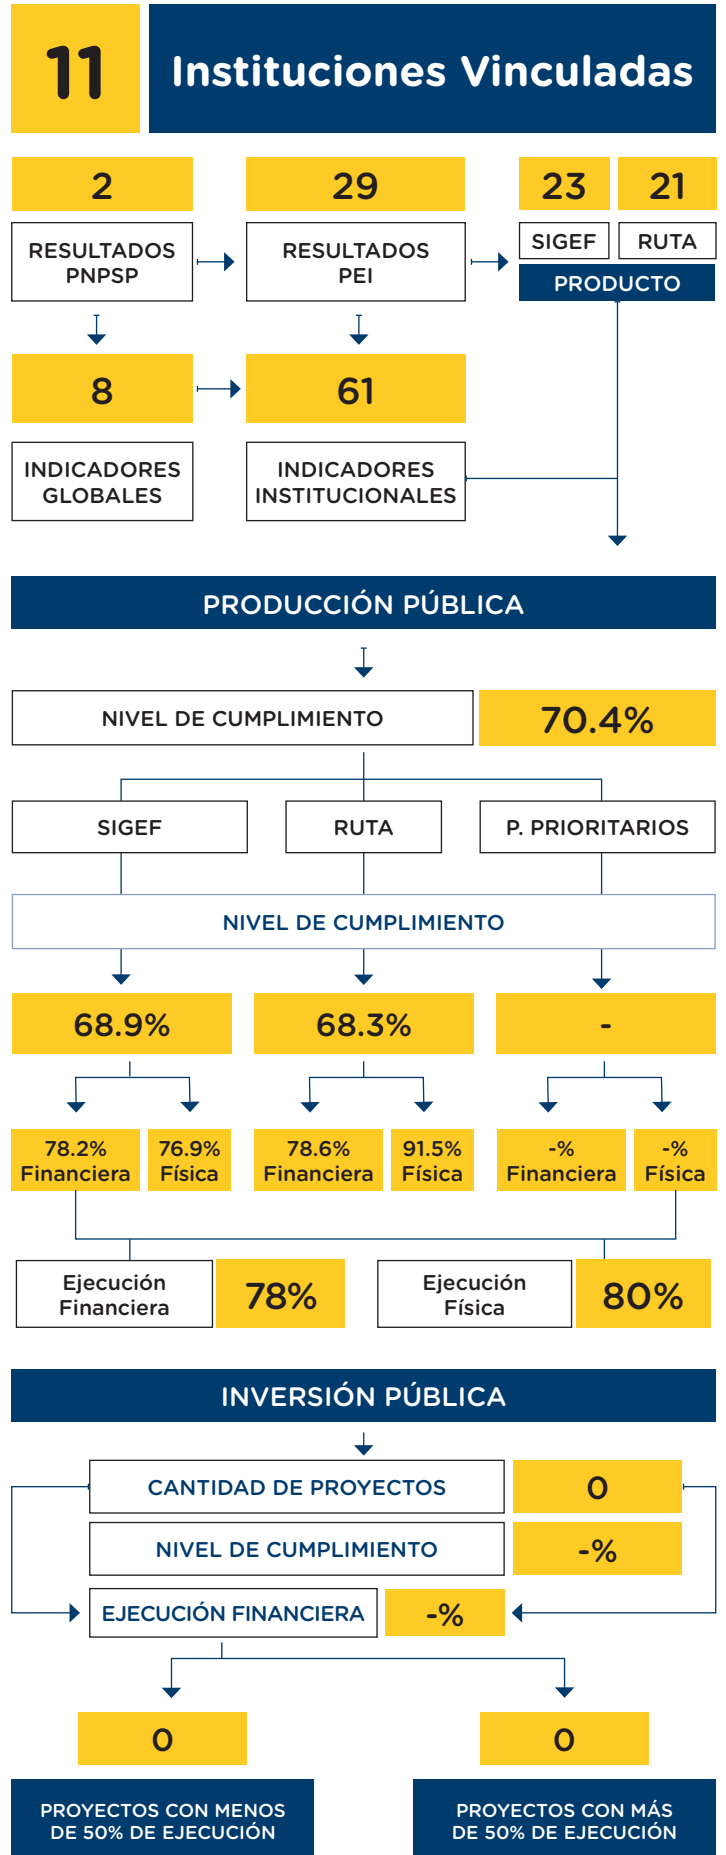 11
Instituciones Vinculadas
2
29
23
21
RESULTADOS
PNPSP
RESULTADOS
PEI
SIGEF
RUTA
PRODUCTO
8
61
INDICADORES
GLOBALES
INDICADORES
INSTITUCIONALES
PRODUCCIÓN PÚBLICA
NIVEL DE CUMPLIMIENTO
70.4%
SIGEF
RUTA
P. PRIORITARIOS
NIVEL DE CUMPLIMIENTO
68.9%
68.3%
-
78.2%
Financiera
76.9%
Física
78.6%
Financiera
91.5%
Física
-%
Financiera
-%
Física
Ejecución
Financiera
78%
Ejecución
Física
80%
INVERSIÓN PÚBLICA
CANTIDAD DE PROYECTOS
0
NIVEL DE CUMPLIMIENTO
-%
EJECUCIÓN FINANCIERA
-%
0
0
PROYECTOS CON MENOS
DE 50% DE EJECUCIÓN
PROYECTOS CON MÁS
DE 50% DE EJECUCIÓN